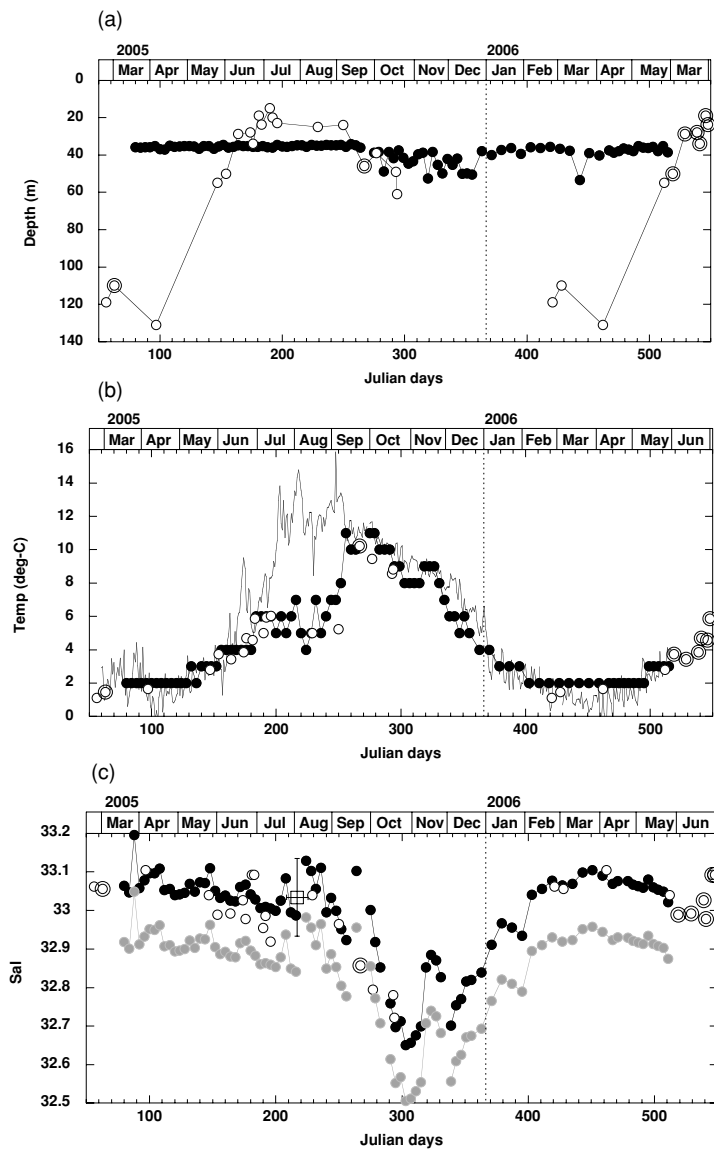 (a)
2005 2006
Mar Apr May Jun Jul Aug Sep Oct Nov Dec Jan Feb Mar Apr May Mar
0
20
40
60
80
100
120
140
Depth (m)
100 200 300 400 500
Julian days
(b)
2005 2006
Mar Apr May Jun Jul Aug Sep Oct Nov Dec Jan Feb Mar Apr May Jun
16
14
12
10
8
6
4
2
0
Temp (deg-C)
100 200 300 400 500
Julian days
(c)
2005 2006
Mar Apr May Jun Jul Aug Sep Oct Nov Dec Jan Feb Mar Apr May Jun
33.2
33.1
33
32.9
32.8
32.7
32.6
32.5
Sal
100 200 300 400 500
Julian days